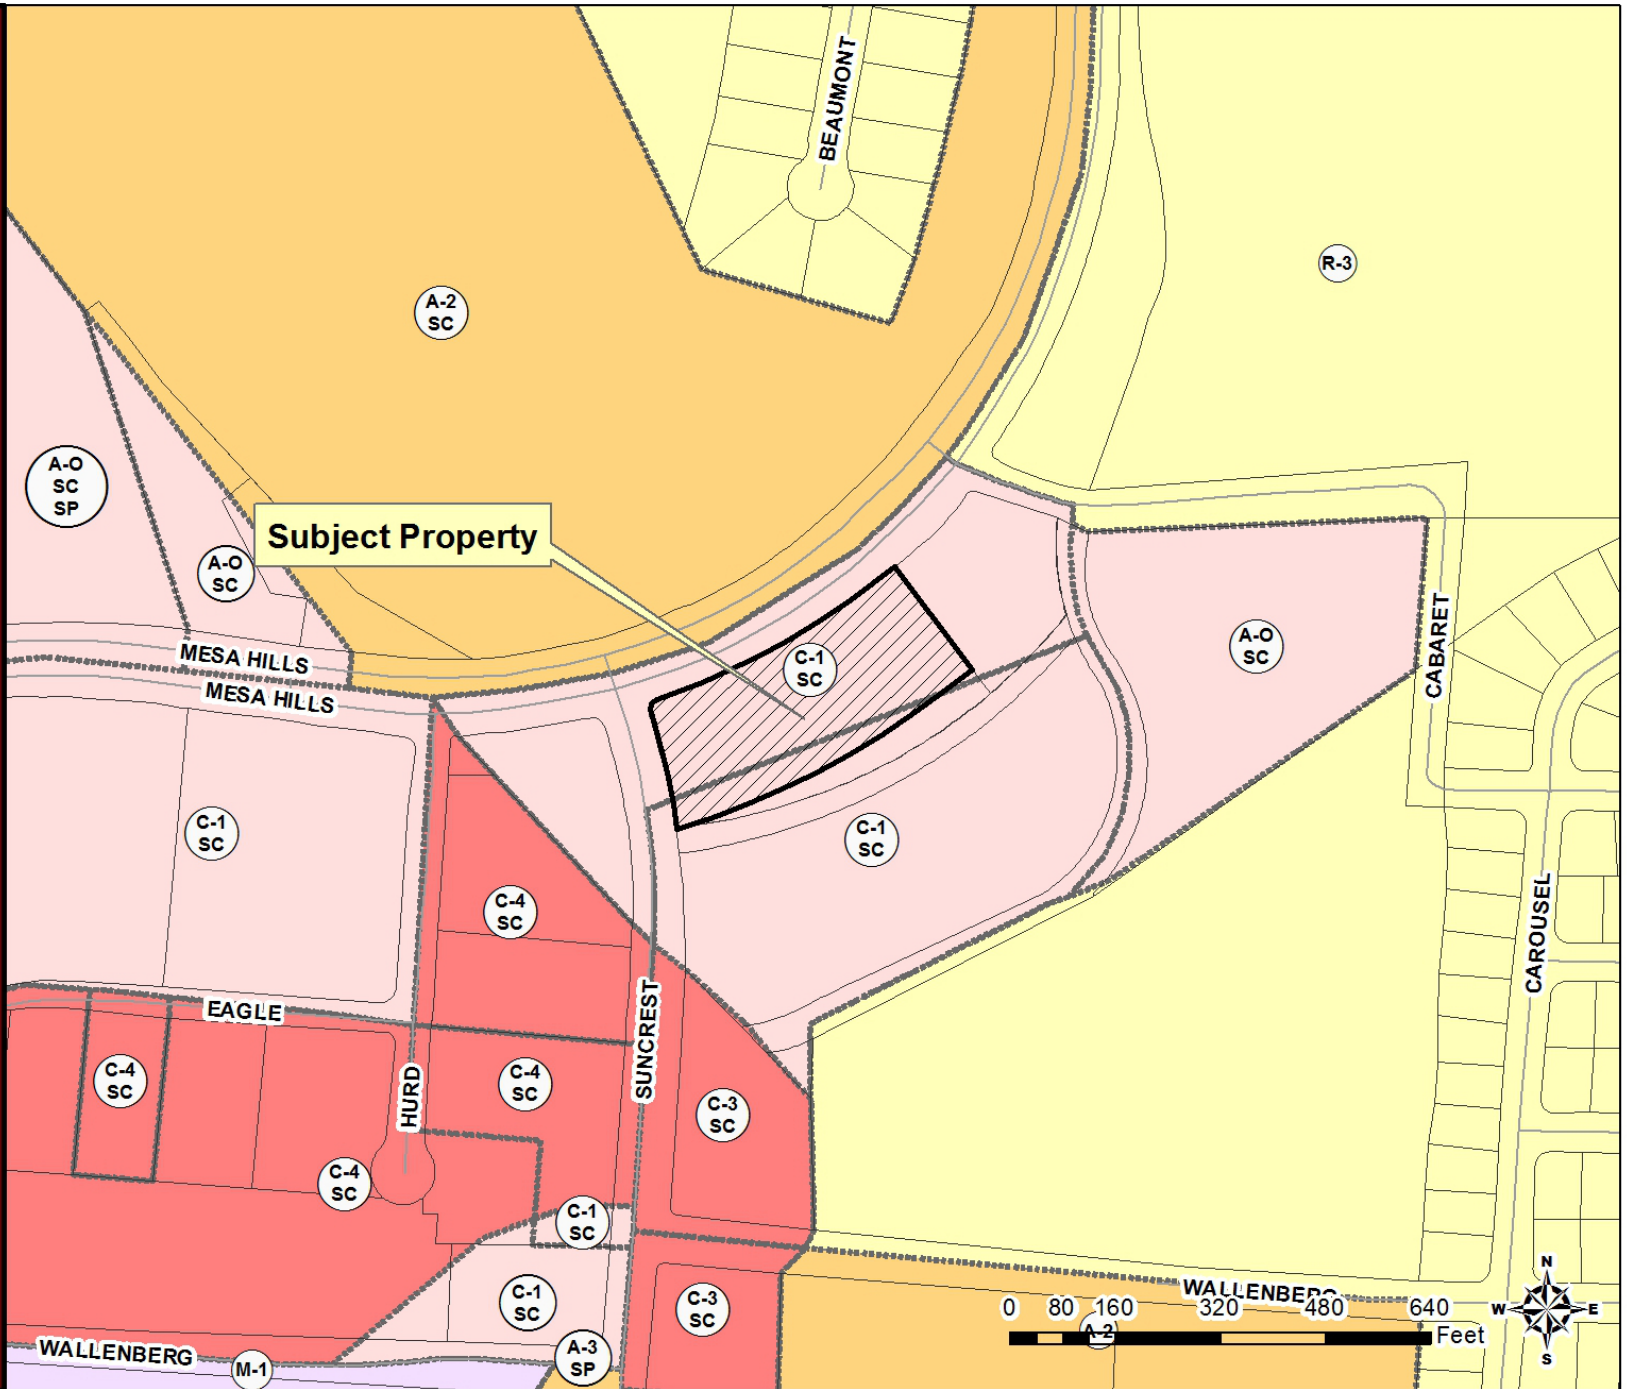 BEAUMONT
R-3
A-2
SC
A-O
SC
SP
Subject Property
A-O
SC
MESA HILLS
MESA HILLS
C-1
SC
A-O
SC
CABARET
C-1
SC
C-1
SC
C-4
SC
CAROUSEL
EAGLE
SUNCREST
C-4
SC
HURD
C-4
SC
C-3
SC
C-4
SC
C-1
SC
C-1
SC
C-3
SC
WALLENBERG
N
W
E
S
0 80 160 320 480 640
Feet
A-2
WALLENBERG
M-1
A-3
SP